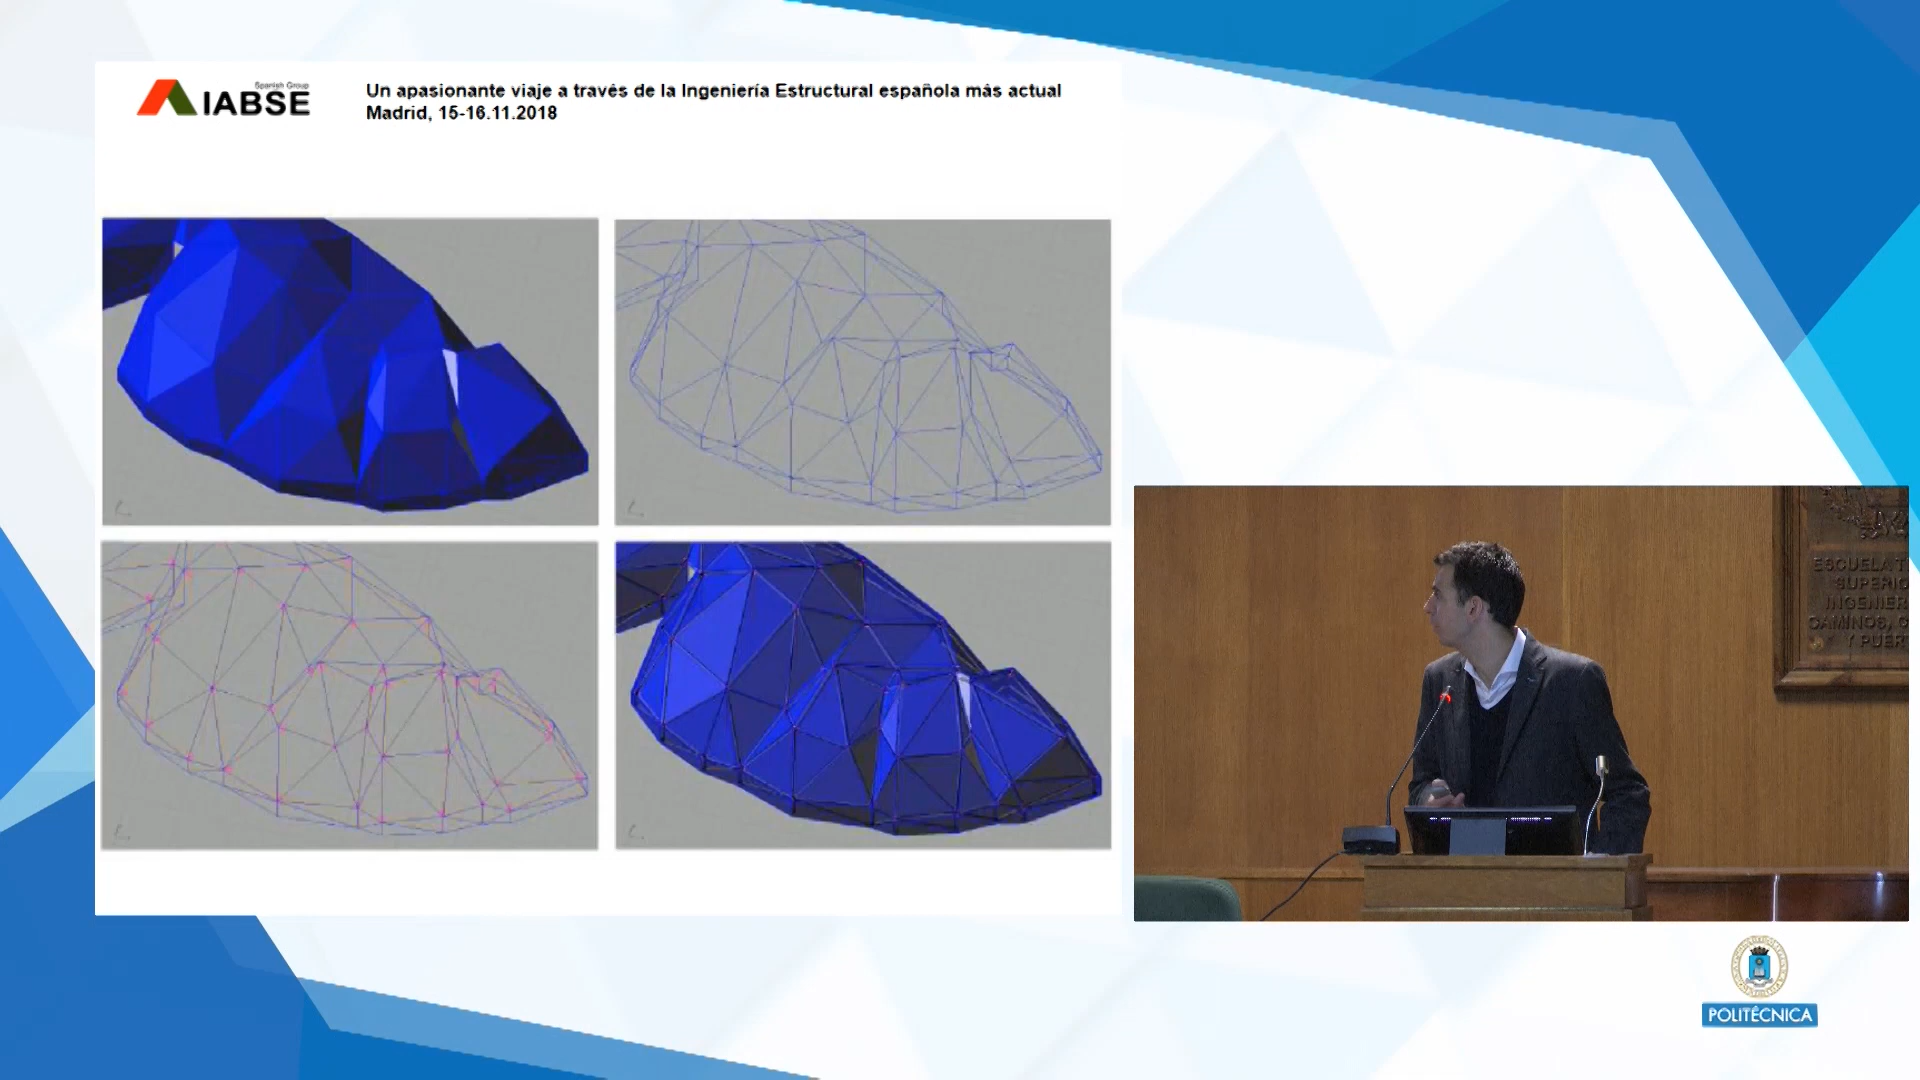 Spanish Group
IABSE
Un apasionante viaje a través de la Ingeniería Estructural española más actual
Madrid, 15-16.11.2018
ESCUELA T
SUPERIO
INGENIER
CAMINOS, C
Y PUER
POLITÉCNICA